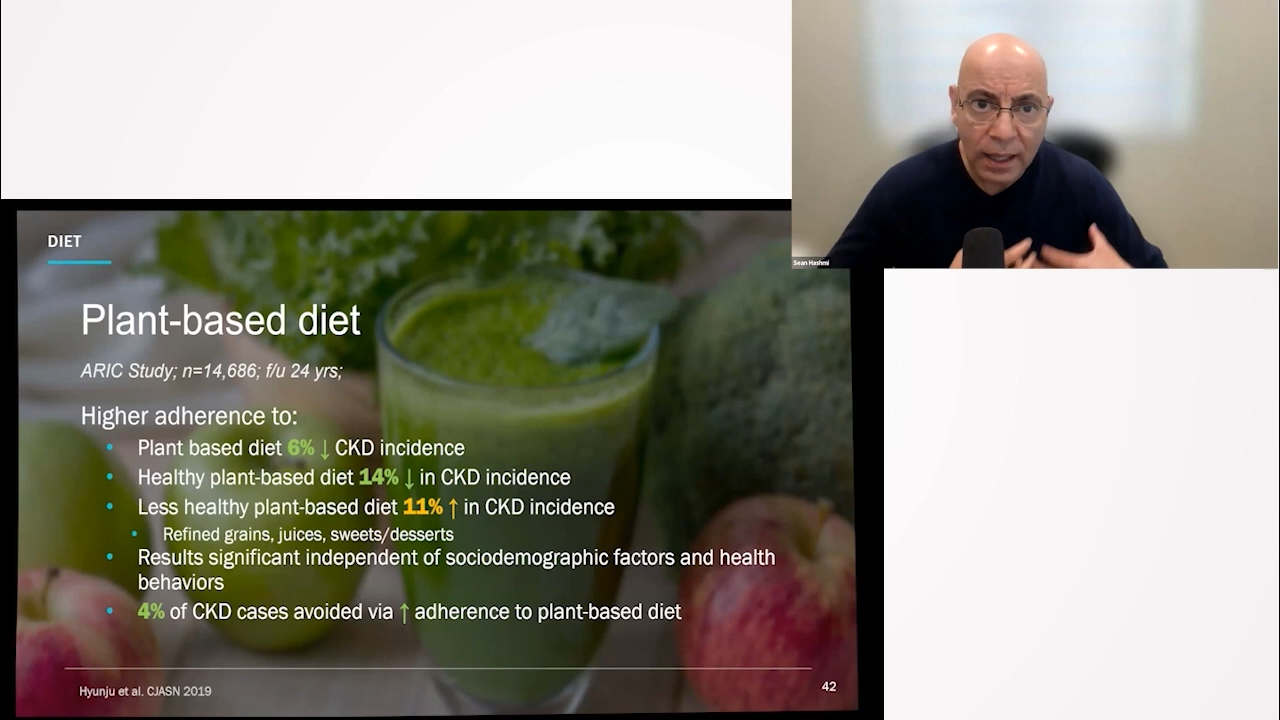 Sean Hashmi
DIET
Plant-based diet
ARIC Study; n=14,686; f/u 24 yrs;
Higher adherence to:
• Plant based diet 6% ↓ CKD incidence
• Healthy plant-based diet 14% ↓ in CKD incidence
• Less healthy plant-based diet 11% ↑ in CKD incidence
• Refined grains, juices, sweets/desserts
• Results significant independent of sociodemographic factors and health
behaviors
• 4% of CKD cases avoided via ↑ adherence to plant-based diet
Hyunju et al. CJASN 2019
42